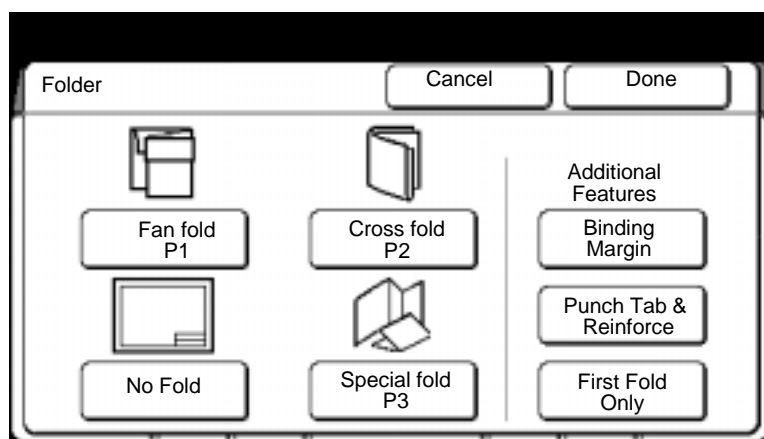 Folder
Cancel
Done
Fan fold
P1
Cross fold
P2
Additional
Features
Binding
Margin
Punch Tab &
Reinforce
No Fold
Special fold
P3
First Fold
Only